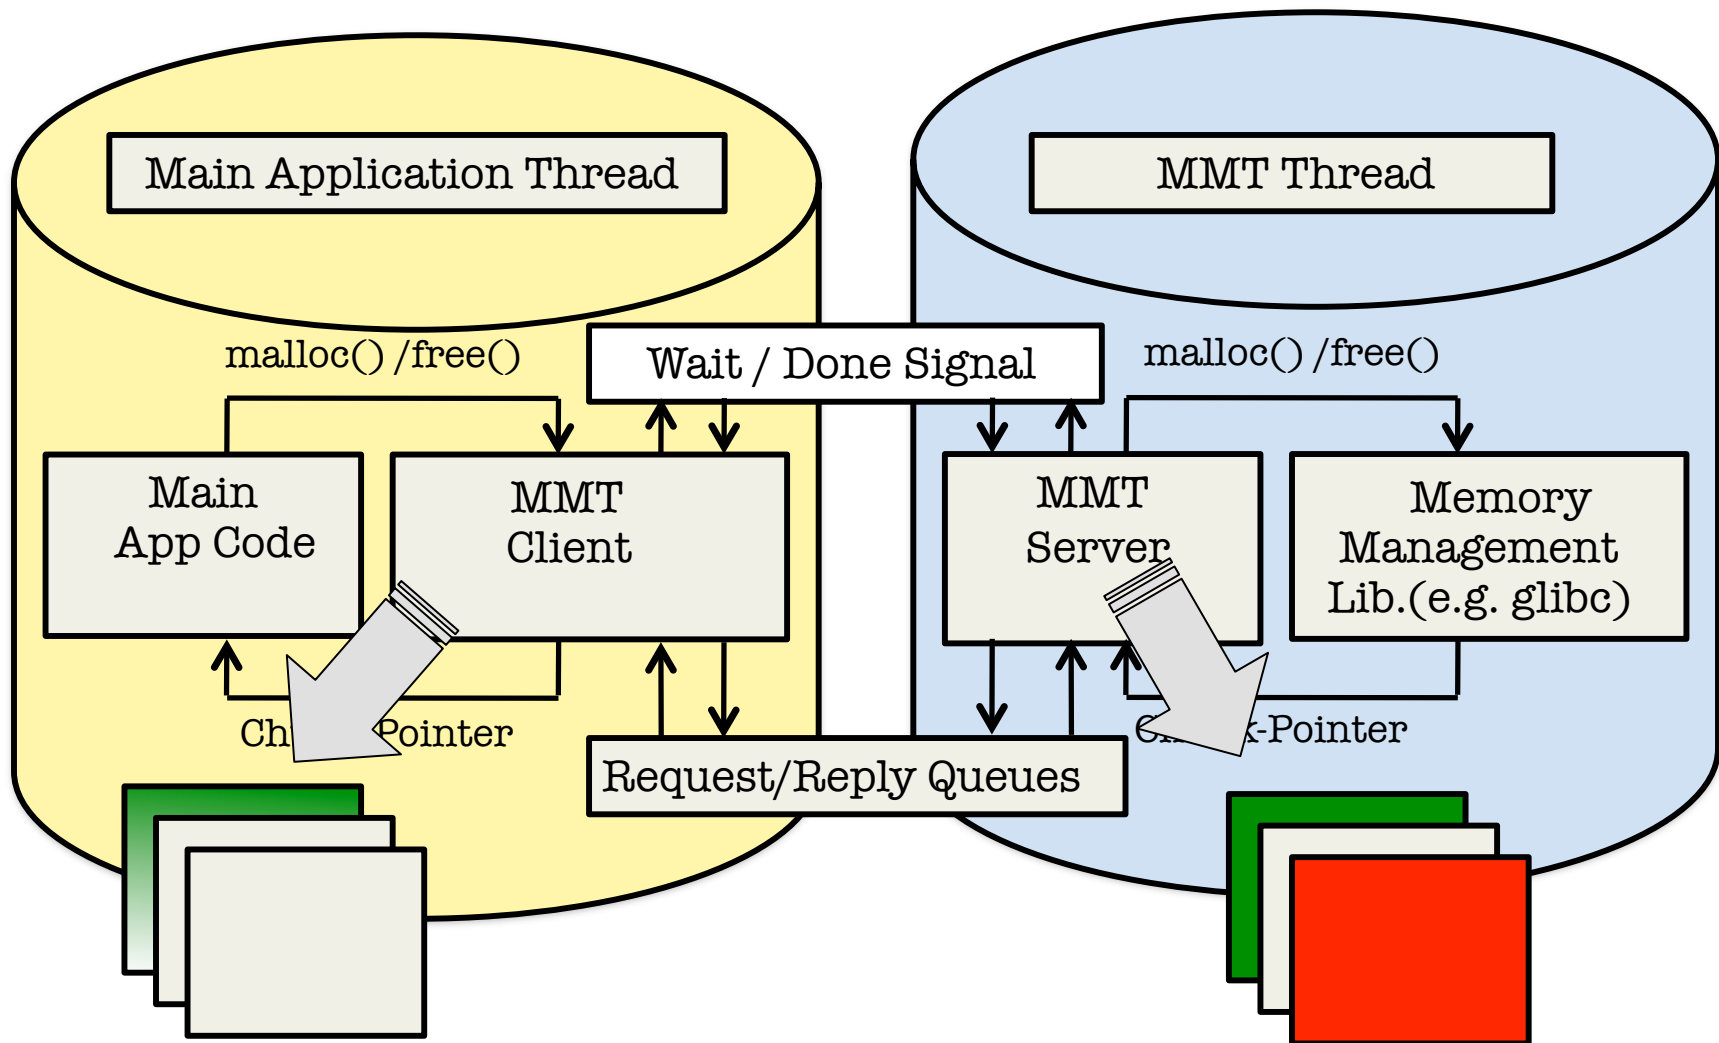 Main Application Thread
MMT Thread
malloc() /free()
Wait / Done Signal
malloc() /free()
Main
App Code
MMT
Client
MMT
Server
Memory
Management
Lib.(e.g. glibc)
Pointer
-Pointer
Request/Reply Queues